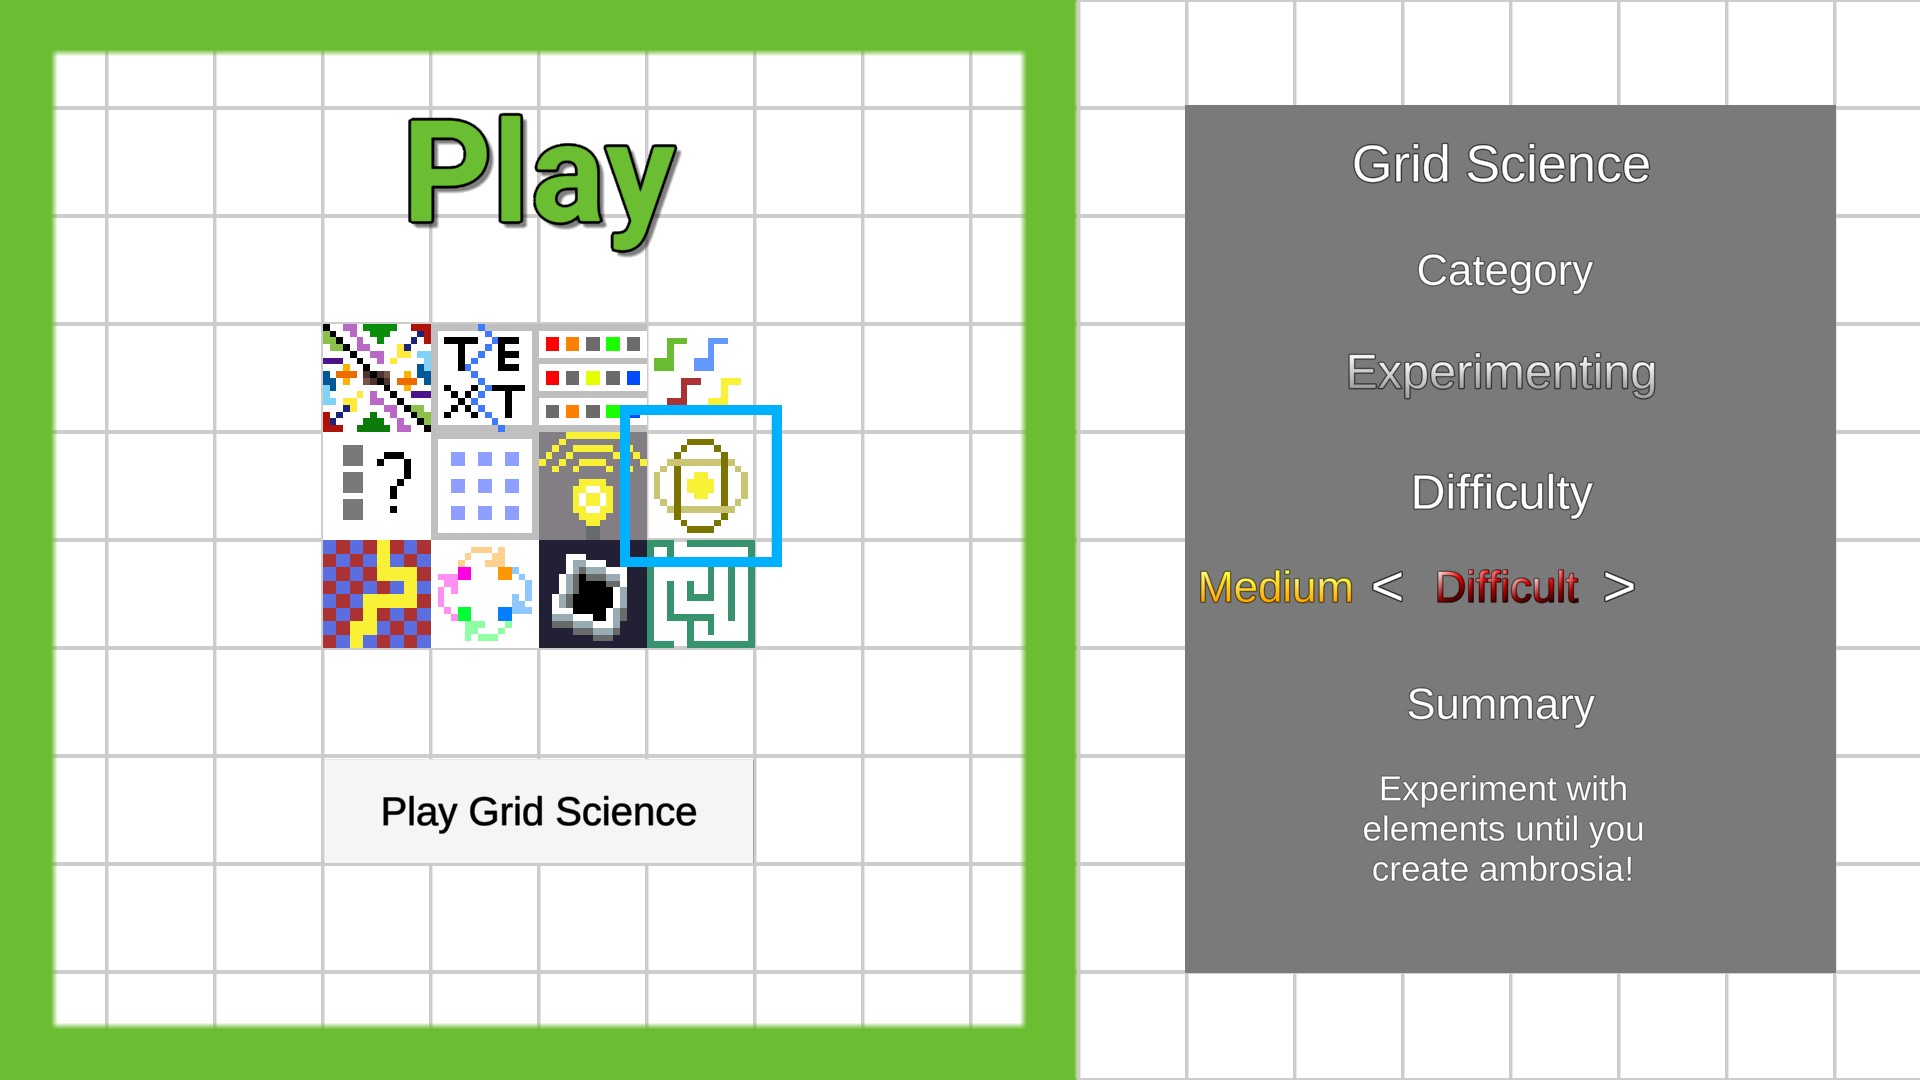 Play
TE
XT
?
Play Grid Science
Grid Science
Category
Experimenting
Difficulty
Medium < Difficult >
Summary
Experiment with
elements until you
create ambrosia!